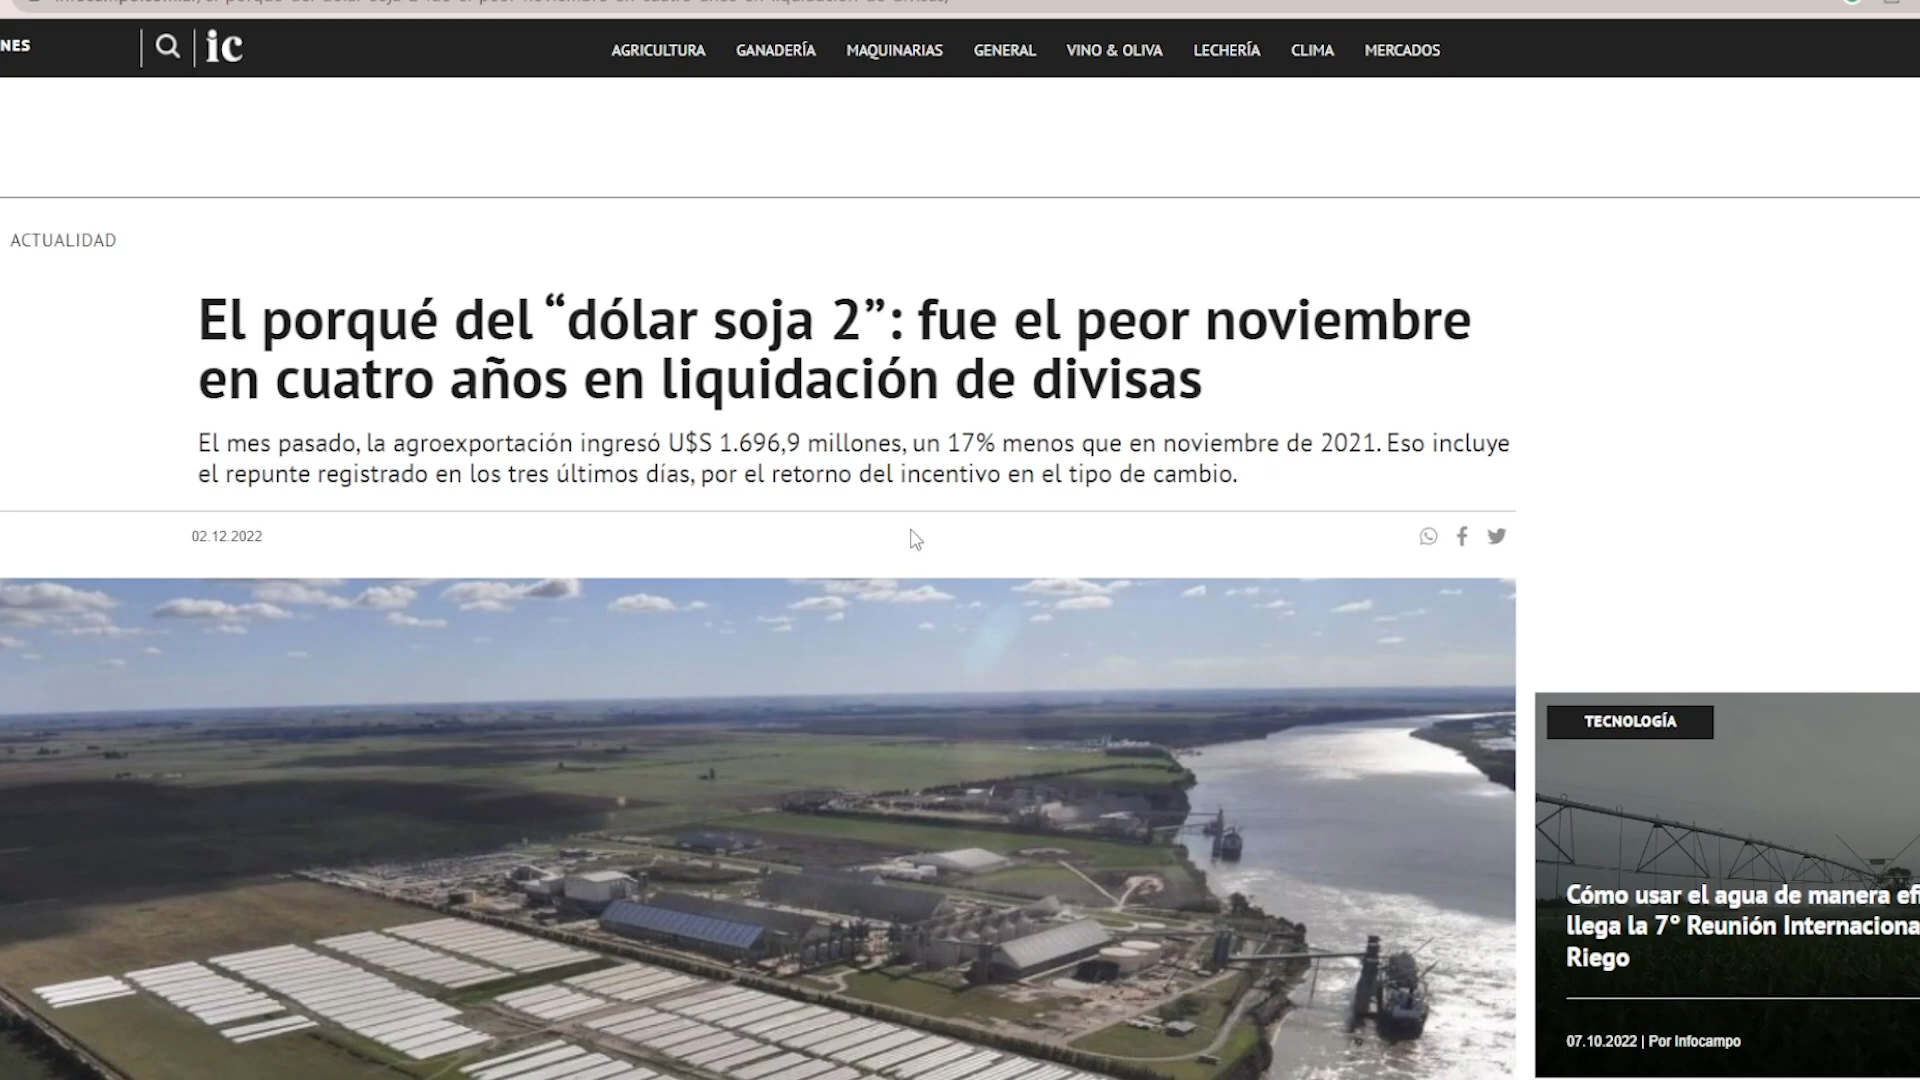 NES
ic
AGRICULTURA GANADERÍA MAQUINARIAS GENERAL VINO & OLIVA LECHERÍA CLIMA MERCADOS
ACTUALIDAD
El porqué del “dólar soja 2”: fue el peor noviembre
en cuatro años en liquidación de divisas
El mes pasado, la agroexportación ingresó U$S 1.696,9 millones, un 17% menos que en noviembre de 2021. Eso incluye
el repunte registrado en los tres últimos días, por el retorno del incentivo en el tipo de cambio.
02.12.2022
TECNOLOGÍA
Cómo usar el agua de manera ef
llega la 7° Reunión Internaciona
Riego
07.10.2022 | Por Infocampo